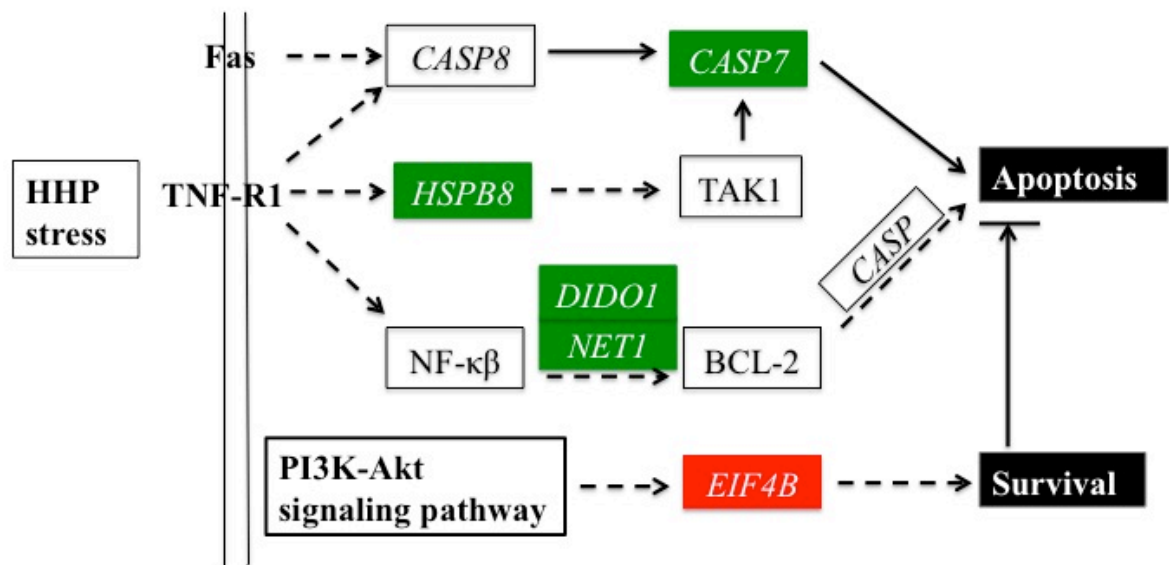 Fas
CASP8
CASP7
HHP
stress
TNF-R1
HSPB8
TAK1
Apoptosis
CASP
DIDO1
NET1
NF-κβ
BCL-2
PI3K-Akt
signaling pathway
EIF4B
Survival